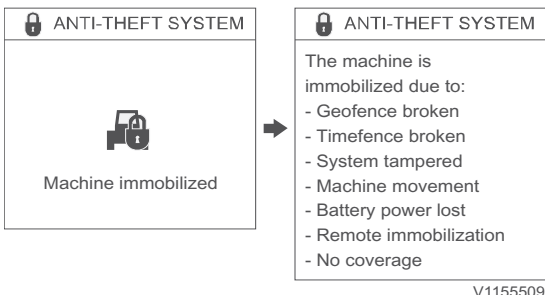 ANTI-THEFT SYSTEM
Machine immobilized
ANTI-THEFT SYSTEM
The machine is
immobilized due to:
- Geofence broken
- Timefence broken
- System tampered
- Machine movement
- Battery power lost
- Remote immobilization
- No coverage
V1155509